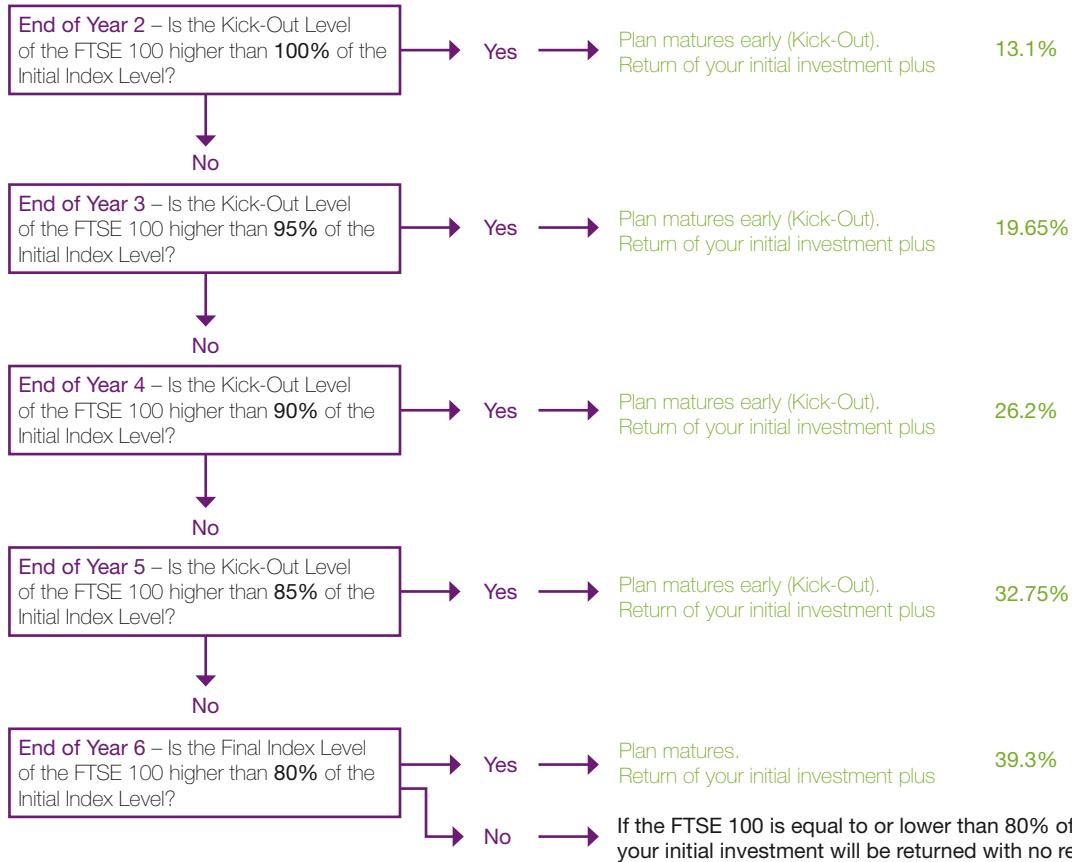 End of Year 2 – Is the Kick-Out Level
of the FTSE 100 higher than 100% of the
Initial Index Level?
Yes
Plan matures early (Kick-Out).
Return of your initial investment plus
13.1%
No
End of Year 3 – Is the Kick-Out Level
of the FTSE 100 higher than 95% of the
Initial Index Level?
Yes
Plan matures early (Kick-Out).
Return of your initial investment plus
19.65%
No
End of Year 4 – Is the Kick-Out Level
of the FTSE 100 higher than 90% of the
Initial Index Level?
Yes
Plan matures early (Kick-Out).
Return of your initial investment plus
26.2%
No
End of Year 5 – Is the Kick-Out Level
of the FTSE 100 higher than 85% of the
Initial Index Level?
Yes
Plan matures early (Kick-Out).
Return of your initial investment plus
32.75%
No
End of Year 6 – Is the Final Index Level
of the FTSE 100 higher than 80% of the
Initial Index Level?
Yes
Plan matures.
Return of your initial investment plus
39.3%
No
If the FTSE 100 is equal to or lower than 80% of
your initial investment will be returned with no re